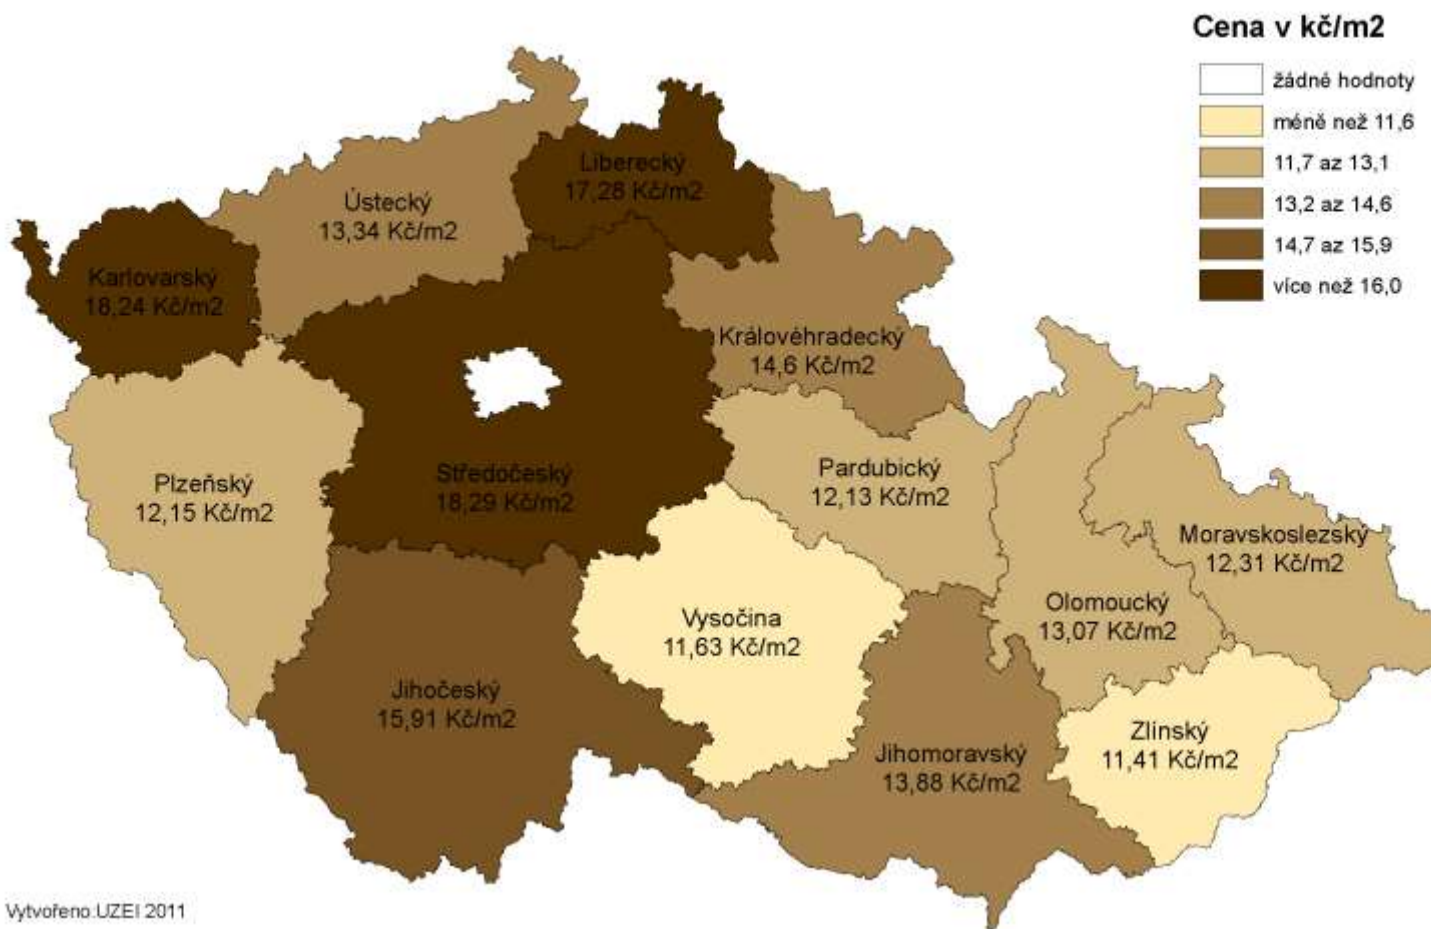 Cena v kč/m2
žádné hodnoty
méně než 11,6
11,7 az 13,1
13,2 az 14,6
14,7 az 15,9
více než 16,0
Liberecký
17,28 Kč/m2
Ústecký
13,34 Kč/m2
Karlovarský
18,24 Kč/m2
Královéhradecký
14,6 Kč/m2
Středočeský
18,29 Kč/m2
Plzeňský
12,15 Kč/m2
Pardubický
12,13 Kč/m2
Moravskoslezský
12,31 Kč/m2
Olomoucký
13,07 Kč/m2
Vysočina
11,63 Kč/m2
Jihočeský
15,91 Kč/m2
Jihomoravský
13,88 Kč/m2
Zlínský
11,41 Kč/m2
Vytvořeno:UZEI 2011